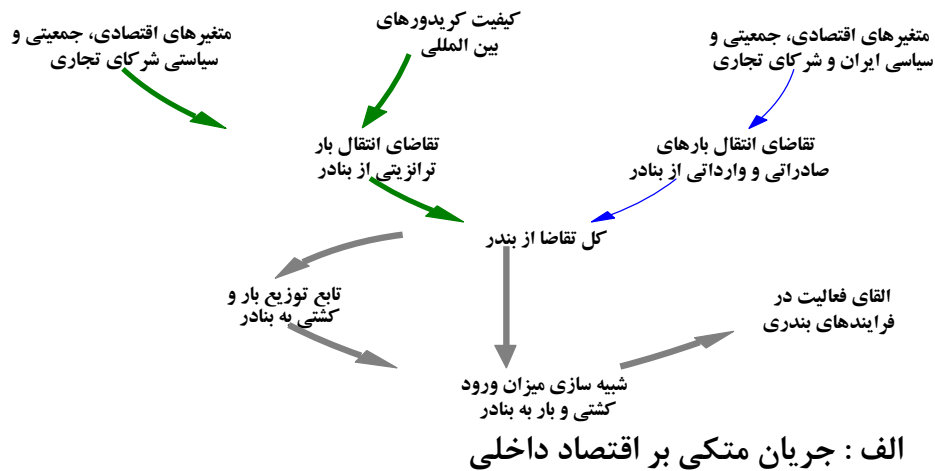 متغیرهای اقتصادی، جمعیتی و
سیاسی ایران و شرکای تجاری
کیفیت کریدورهای
بین المللی
متغیرهای اقتصادی، جمعیتی و
سیاستی شرکای تجاری
تقاضای انتقال بارهای
صادراتی و وارداتی از بنادر
تقاضای انتقال بار
ترانزیتی از بنادر
کل تقاضا از بندر
القای فعالیت در
فرایندهای بندری
تابع توزیع بار و
کشتی به بنادر
شبیه سازی میزان ورود
کشتی و بار به بنادر
الف : جریان متکی بر اقتصاد داخلی